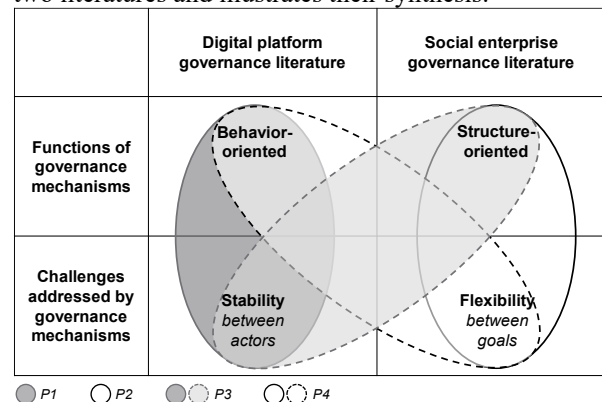 two literatures and illustrates their synthesis.
Digital platform
governance literature
Social enterprise
governance literature
Functions of
governance
mechanisms
Behavior-
oriented
Structure-
oriented
Challenges
addressed by
governance
mechanisms
Stability
between
actors
Flexibility
between
goals
P1 P2 P3 P4